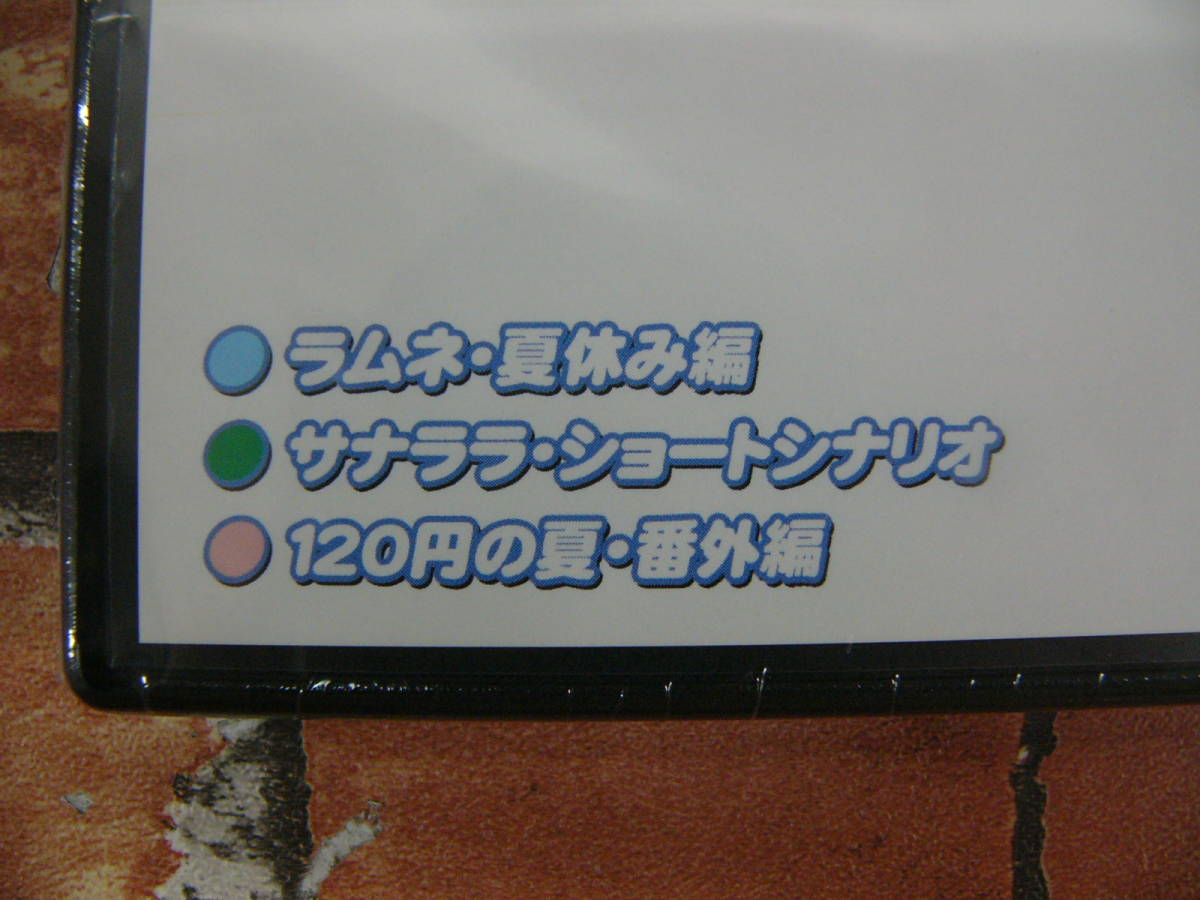 ラムネ・夏休み編
サナララ・ショートシナリオ
120円の夏・番外編